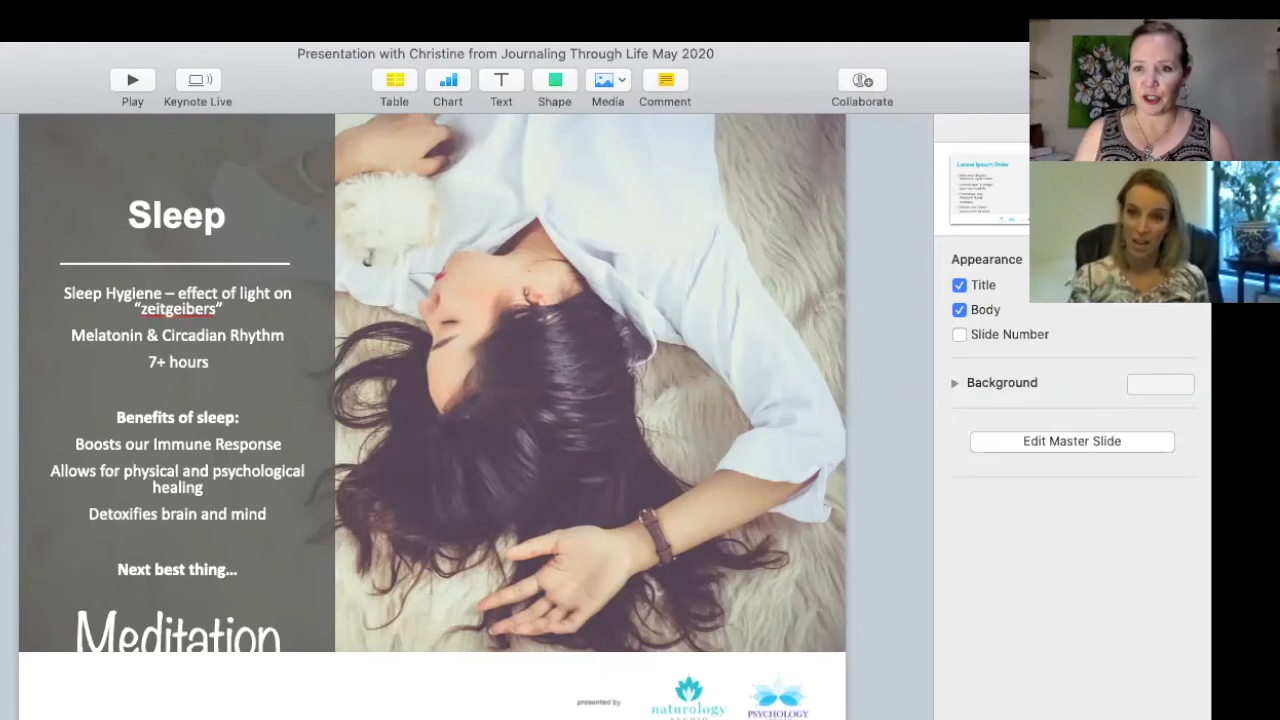 Presentation with Christine from Journaling Through Life May 2020
Play
Keynote Live
Table
Chart
Text
Shape
Media
Comment
Collaborate
Sleep
Sleep Hygiene – effect of light on
“zeitgeibers”
Melatonin & Circadian Rhythm
7+ hours
Benefits of sleep:
Boosts our Immune Response
Allows for physical and psychological
healing
Detoxifies brain and mind
Next best thing...
Meditation
presented by
naturology
PSYCHOLOGY
Lorem Ipsum Dolor
Appearance
Title
Body
Slide Number
Background
Edit Master Slide